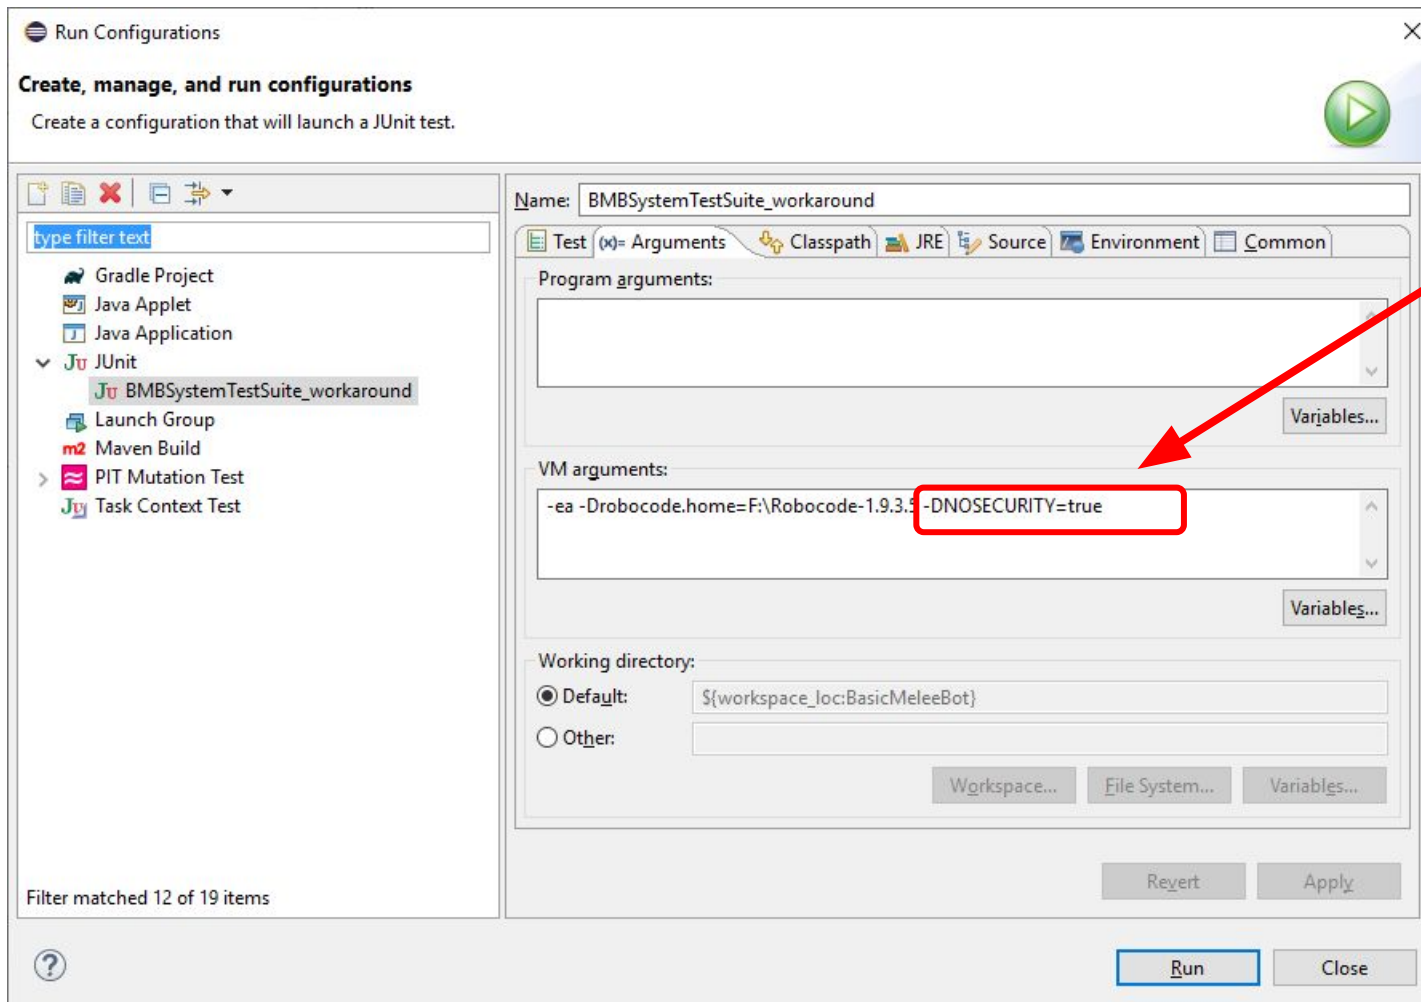 Run Configurations
Create, manage, and run configurations
Create a configuration that will launch a JUnit test.
type filter text
Gradle Project
Java Applet
Java Application
JUnit
BMBSystemTestSuite_workaround
Launch Group
m2 Maven Build
PIT Mutation Test
Task Context Test
Filter matched 12 of 19 items
Name: BMBSystemTestSuite_workaround
Test (x)= Arguments Classpath JRE Source Environment Common
Program arguments:
Variables...
VM arguments:
-ea -Drobocode.home=F:\Robocode-1.9.3.5 -DNOSECURITY=true
Variables...
Working directory:
Default: ${workspace_loc:BasicMeleeBot}
Other:
Workspace... File System... Variables...
Revert Apply
Run Close